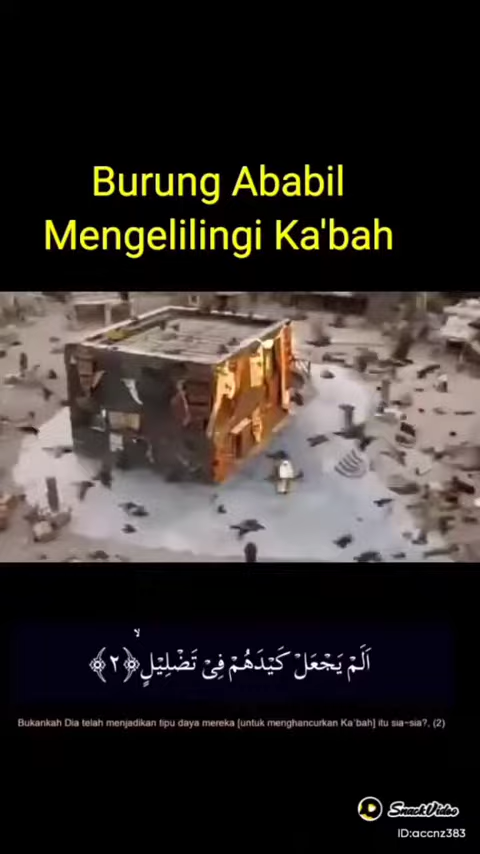 Burung Ababil
Mengelilingi Ka'bah
اَلَمْ يَجْعَلْ كَيْدَهُمْ فِيْ تَضْلِيْلٍۙ ﴿٢﴾
Bukankah Dia telah menjadikan tipu daya mereka [untuk menghancurkan Ka'bah] itu sia-sia?, (2)
SnackVideo
ID:accnz383